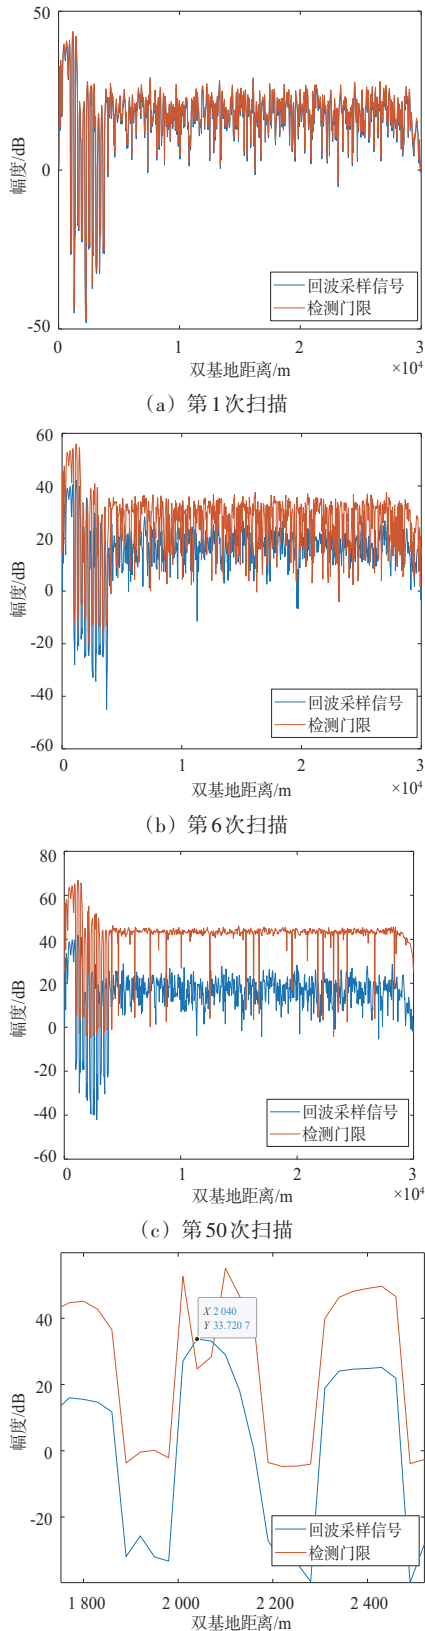 50
0
-50
幅度/dB
回波采样信号
检测门限
0
1
2
3
×10⁴
双基地距离/m
（a）第1次扫描
60
40
20
0
-20
-40
-60
幅度/dB
回波采样信号
检测门限
0
1
2
3
×10⁴
双基地距离/m
（b）第6次扫描
80
60
40
20
0
-20
-40
-60
幅度/dB
回波采样信号
检测门限
0
1
2
3
×10⁴
双基地距离/m
（c）第50次扫描
40
20
0
-20
幅度/dB
X 2 040
Y 33.720 7
回波采样信号
检测门限
1 800
2 000
2 200
2 400
双基地距离/m